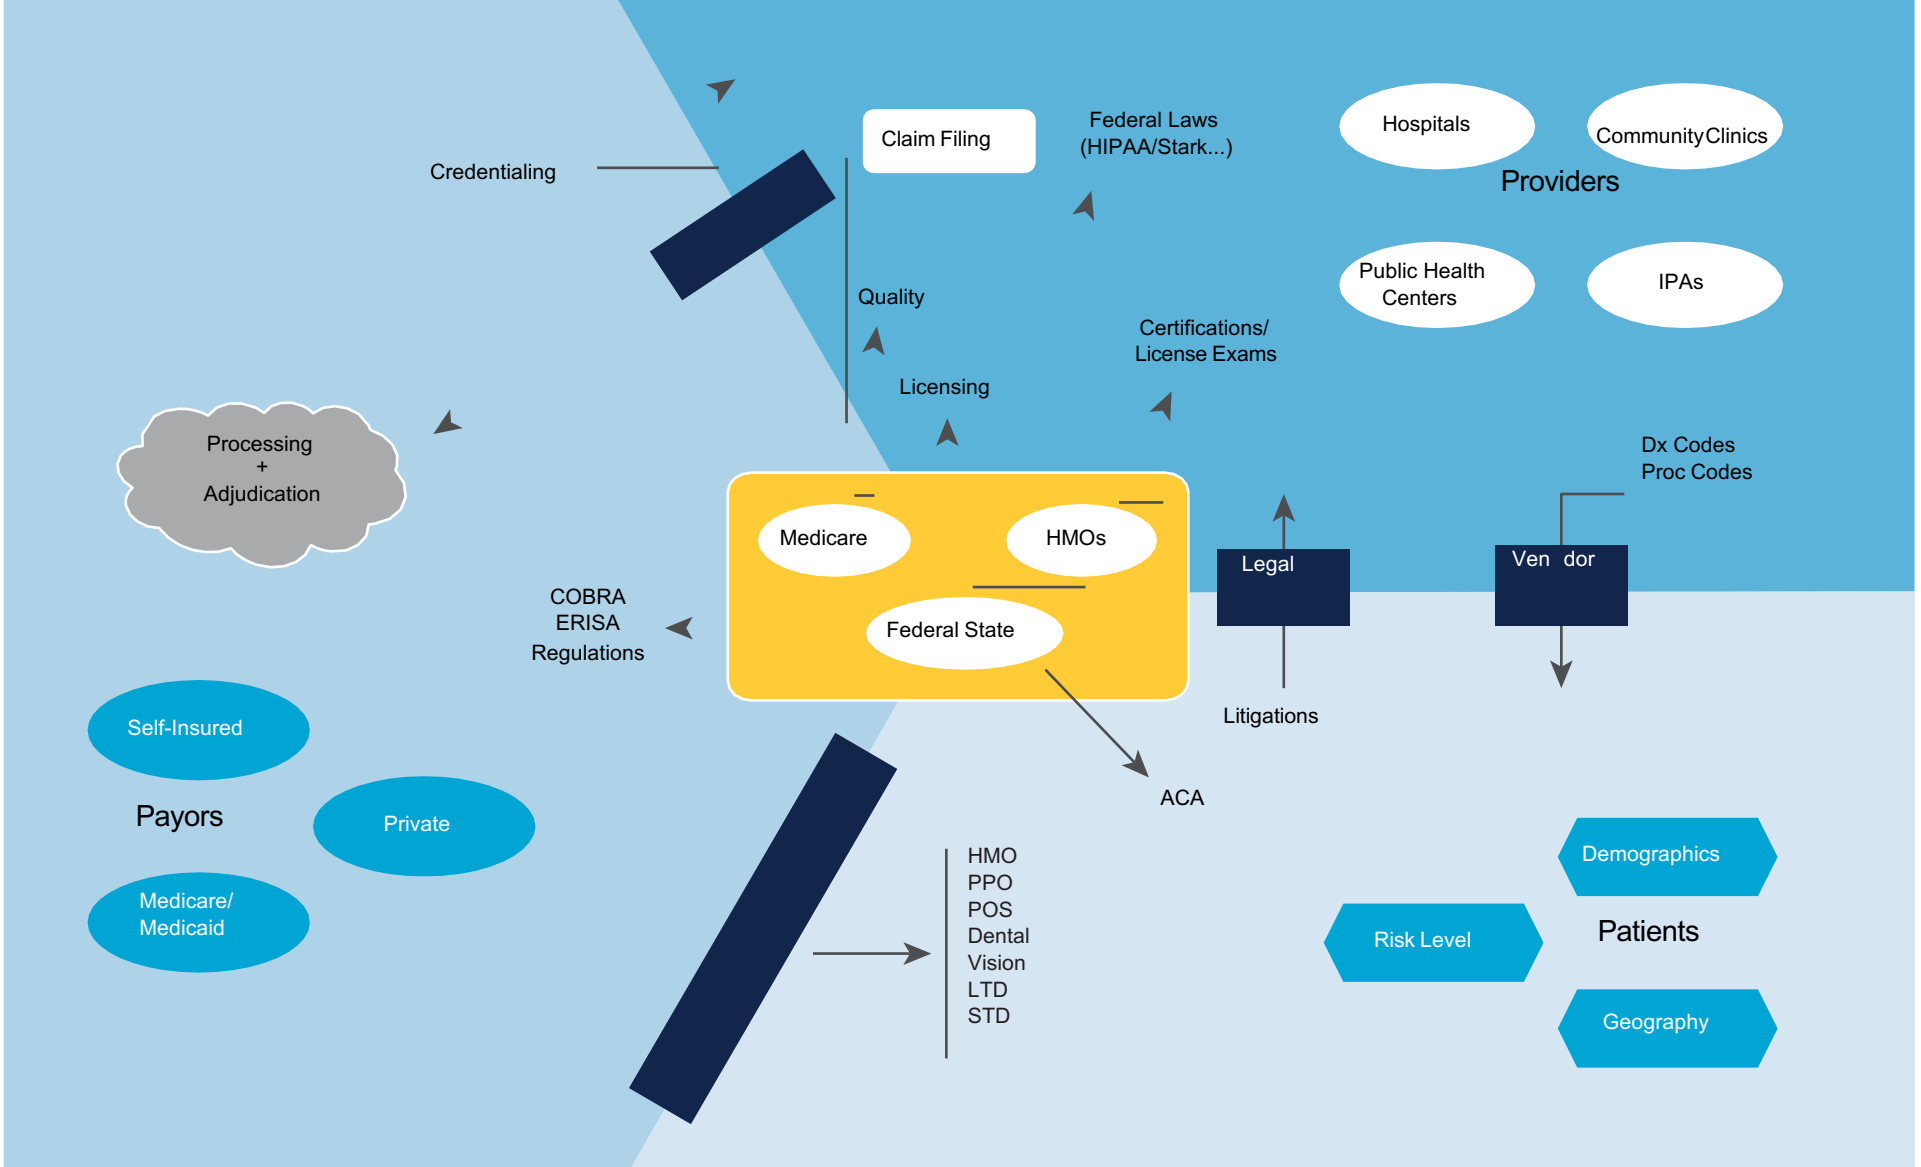 Claim Filing
Federal Laws
(HIPAA/Stark...)
Hospitals
CommunityClinics
Providers
Credentialing
Public Health
Centers
IPAs
Quality
Certifications/
License Exams
Licensing
Processing
+
Adjudication
Dx Codes
Proc Codes
Medicare
HMOs
Legal
Ven dor
COBRA
ERISA
Regulations
Federal State
Self-Insured
Litigations
Payors
Private
ACA
HMO
PPO
POS
Dental
Vision
LTD
STD
Demographics
Medicare/
Medicaid
Risk Level
Patients
Geography